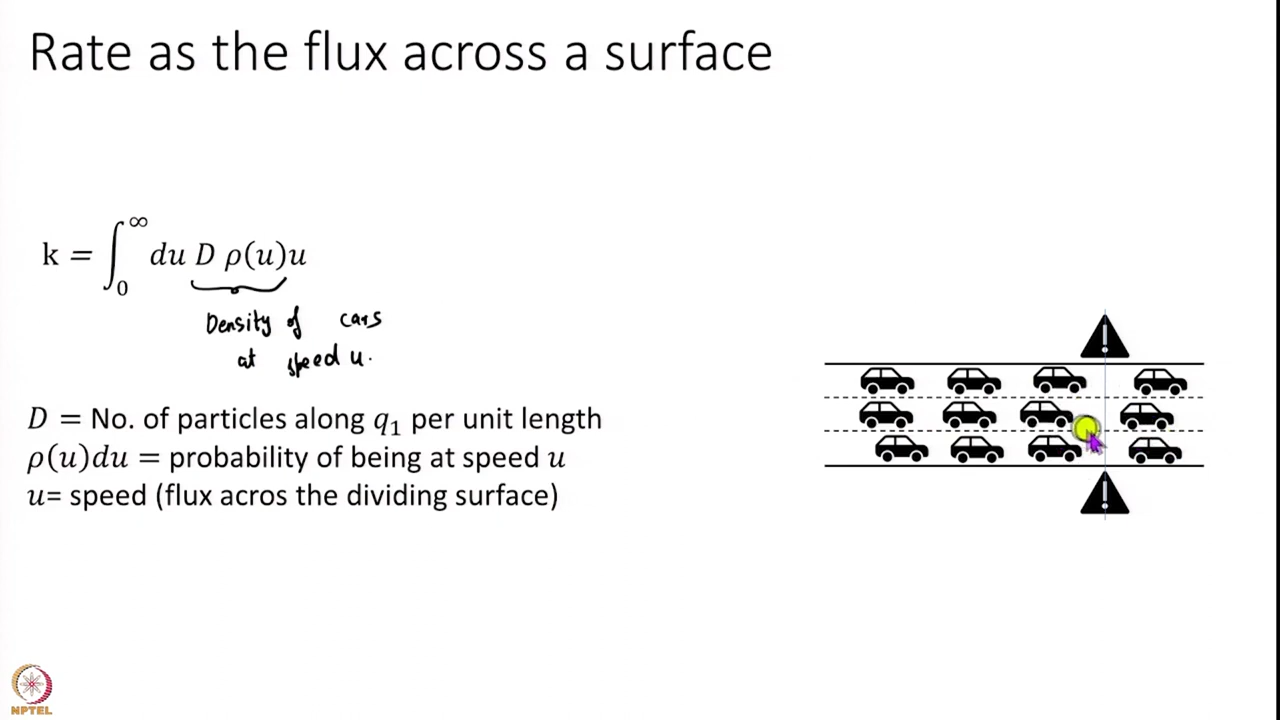 Rate as the flux across a surface
k = ∫₀^∞ du D ρ(u)u
Density of cars
at speed u.
D = No. of particles along q₁ per unit length
ρ(u)du = probability of being at speed u
u= speed (flux acros the dividing surface)
!
!
NPTEL